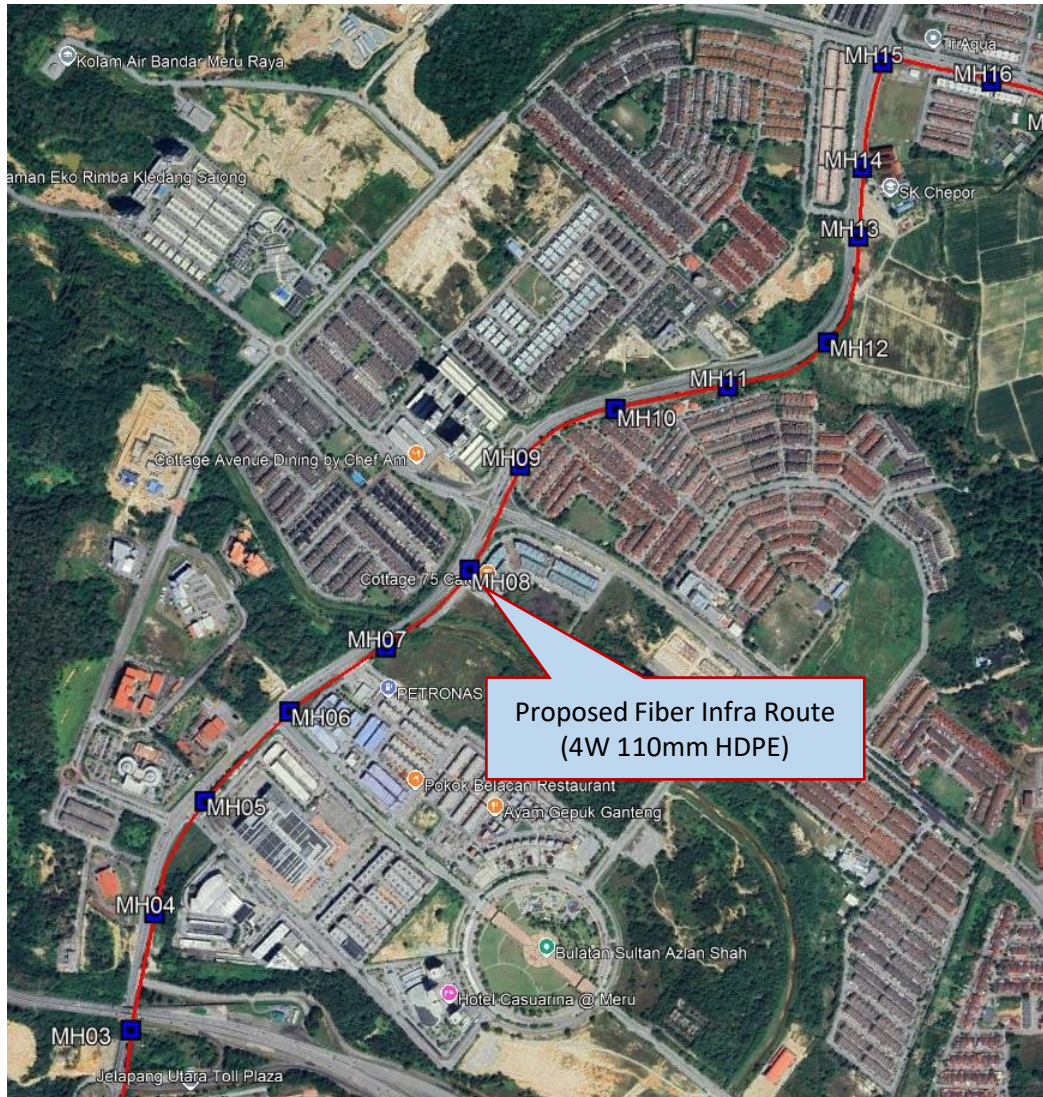 MH15
Tri Aqua
Kolam Air Bandar Meru Raya
MH16
M
MH14
aman Eko Rimba Kledang Saiong
SK Chepor
MH13
MH12
MH11
MH10
MH09
Cottage Avenue Dining by Chef Am
Cottage 75 Cafe
MH08
MH07
PETRONAS
MH06
Proposed Fiber Infra Route
(4W 110mm HDPE)
Pokok Belacan Restaurant
MH05
Ayam Gepuk Ganteng
MH04
Bulatan Sultan Azlan Shah
Hotel Casuarina @ Meru
MH03
Jelapang Utara Toll Plaza